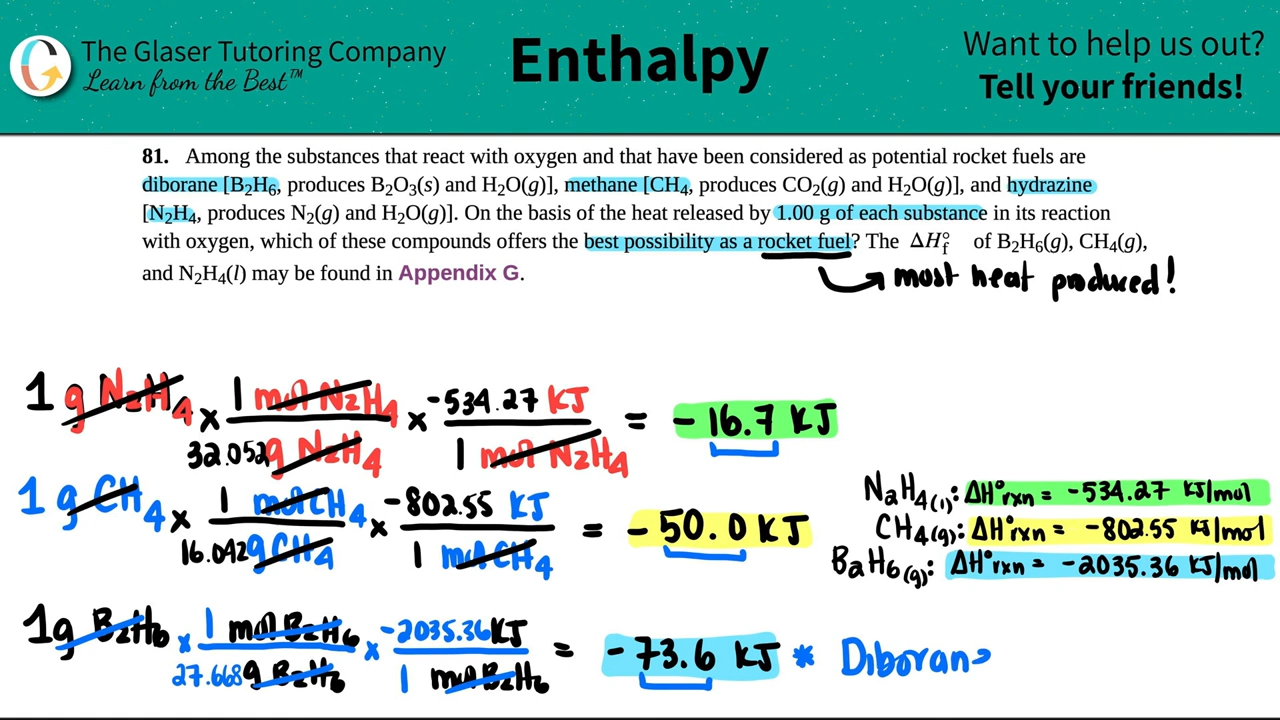 The Glaser Tutoring Company
Learn from the Best™
Enthalpy
Want to help us out?
Tell your friends!
81. Among the substances that react with oxygen and that have been considered as potential rocket fuels are
diborane [B₂H₆, produces B₂O₃(s) and H₂O(g)], methane [CH₄, produces CO₂(g) and H₂O(g)], and hydrazine
[N₂H₄, produces N₂(g) and H₂O(g)]. On the basis of the heat released by 1.00 g of each substance in its reaction
with oxygen, which of these compounds offers the best possibility as a rocket fuel? The ΔH°f of B₂H₆(g), CH₄(g),
and N₂H₄(l) may be found in Appendix G.
most heat produced!
1 g N₂H₄ × 1 mol N₂H₄ / 32.052 g N₂H₄ × -534.27 KJ / 1 mol N₂H₄ = -16.7 KJ
1 g CH₄ × 1 mol CH₄ / 16.042 g CH₄ × -802.55 KJ / 1 mol CH₄ = -50.0 KJ
N₂H₄(l): ΔH°rxn = -534.27 KJ/mol
CH₄(g): ΔH°rxn = -802.55 KJ/mol
B₂H₆(g): ΔH°rxn = -2035.36 KJ/mol
1g B₂H₆ × 1 mol B₂H₆ / 27.668 g B₂H₆ × -2035.36 KJ / 1 mol B₂H₆ = -73.6 KJ * Diboran